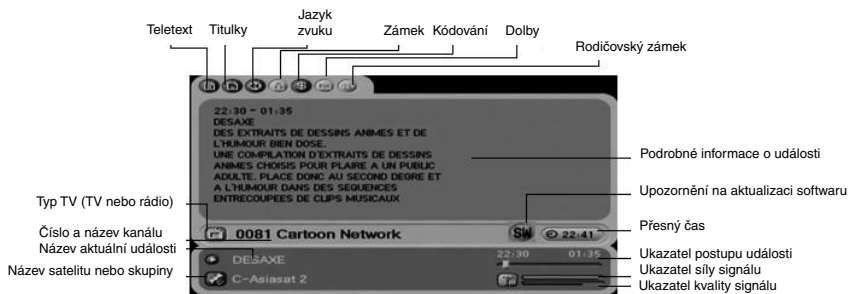 Jazyk
Teletext Titulky zvuku Zámek Kódování Dolby
Rodičovský zámek
22:30 - 01:35
DESAXE
DES EXTRAITS DE DESSINS ANIMES ET DE
L'HUMOUR BIEN DOSE.
UNE COMPILATION D'EXTRAITS DE DESSINS
ANIMES CHOISIS POUR PLAIRE A UN PUBLIC
ADULTE. PLACE DONC AU SECOND DEGRE ET
A L'HUMOUR DANS DES SEQUENCES
ENTRECOUPEES DE CLIPS MUSICAUX
Podrobné informace o události
Upozornění na aktualizaci softwaru
Typ TV (TV nebo rádio)
Přesný čas
0081 Cartoon Network SW 22:41
Číslo a název kanálu
Název aktuální události
DESAXE 22:30 01:35
Ukazatel postupu události
Název satelitu nebo skupiny
C-Asiasat 2
Ukazatel síly signálu
Ukazatel kvality signálu